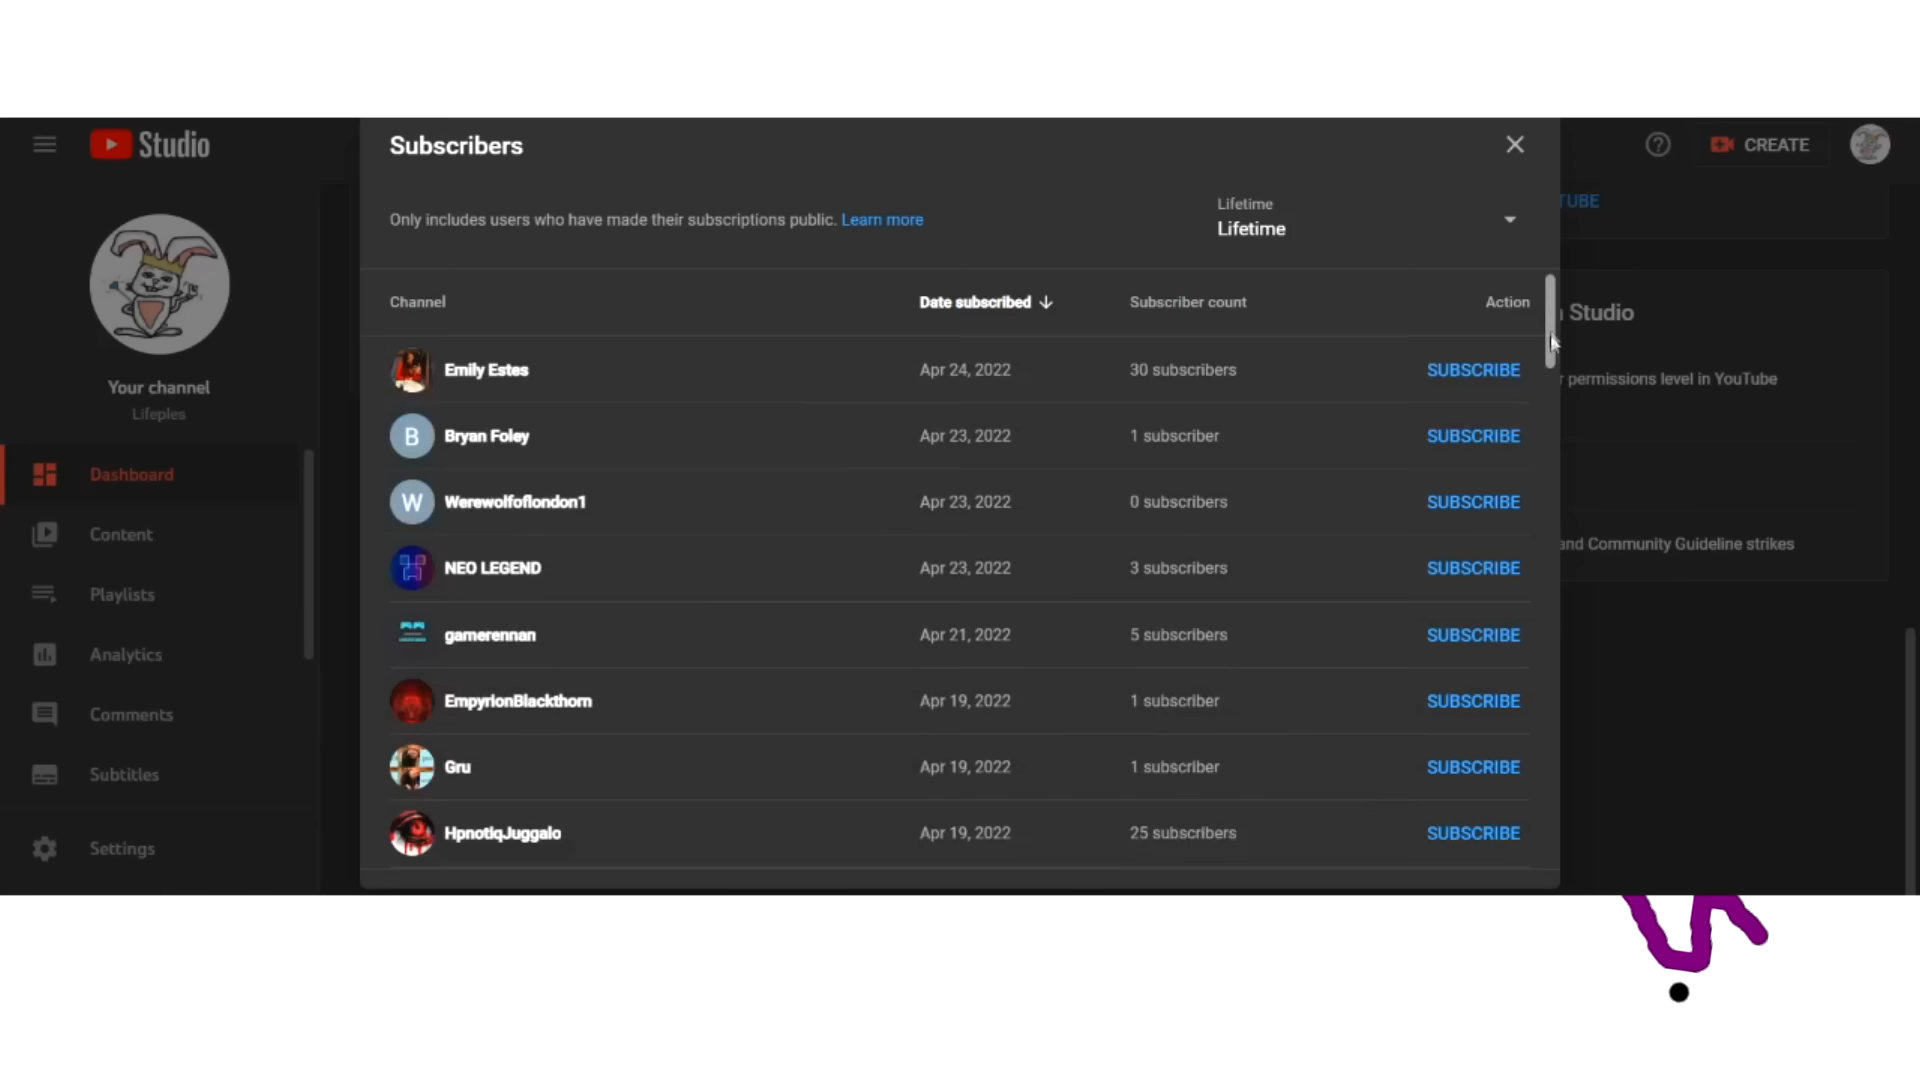 Studio
Subscribers
CREATE
Only includes users who have made their subscriptions public. Learn more
Lifetime
Lifetime
TUBE
Channel
Date subscribed
Subscriber count
Action
Studio
Emily Estes
Apr 24, 2022
30 subscribers
SUBSCRIBE
permissions level in YouTube
Your channel
Lifeples
B
Bryan Foley
Apr 23, 2022
1 subscriber
SUBSCRIBE
Dashboard
W
Werewolfoflondon1
Apr 23, 2022
0 subscribers
SUBSCRIBE
Content
and Community Guideline strikes
NEO LEGEND
Apr 23, 2022
3 subscribers
SUBSCRIBE
Playlists
gamerennan
Apr 21, 2022
5 subscribers
SUBSCRIBE
Analytics
EmpyrionBlackthorn
Apr 19, 2022
1 subscriber
SUBSCRIBE
Comments
Gru
Apr 19, 2022
1 subscriber
SUBSCRIBE
Subtitles
HpnotiqJuggalo
Apr 19, 2022
25 subscribers
SUBSCRIBE
Settings